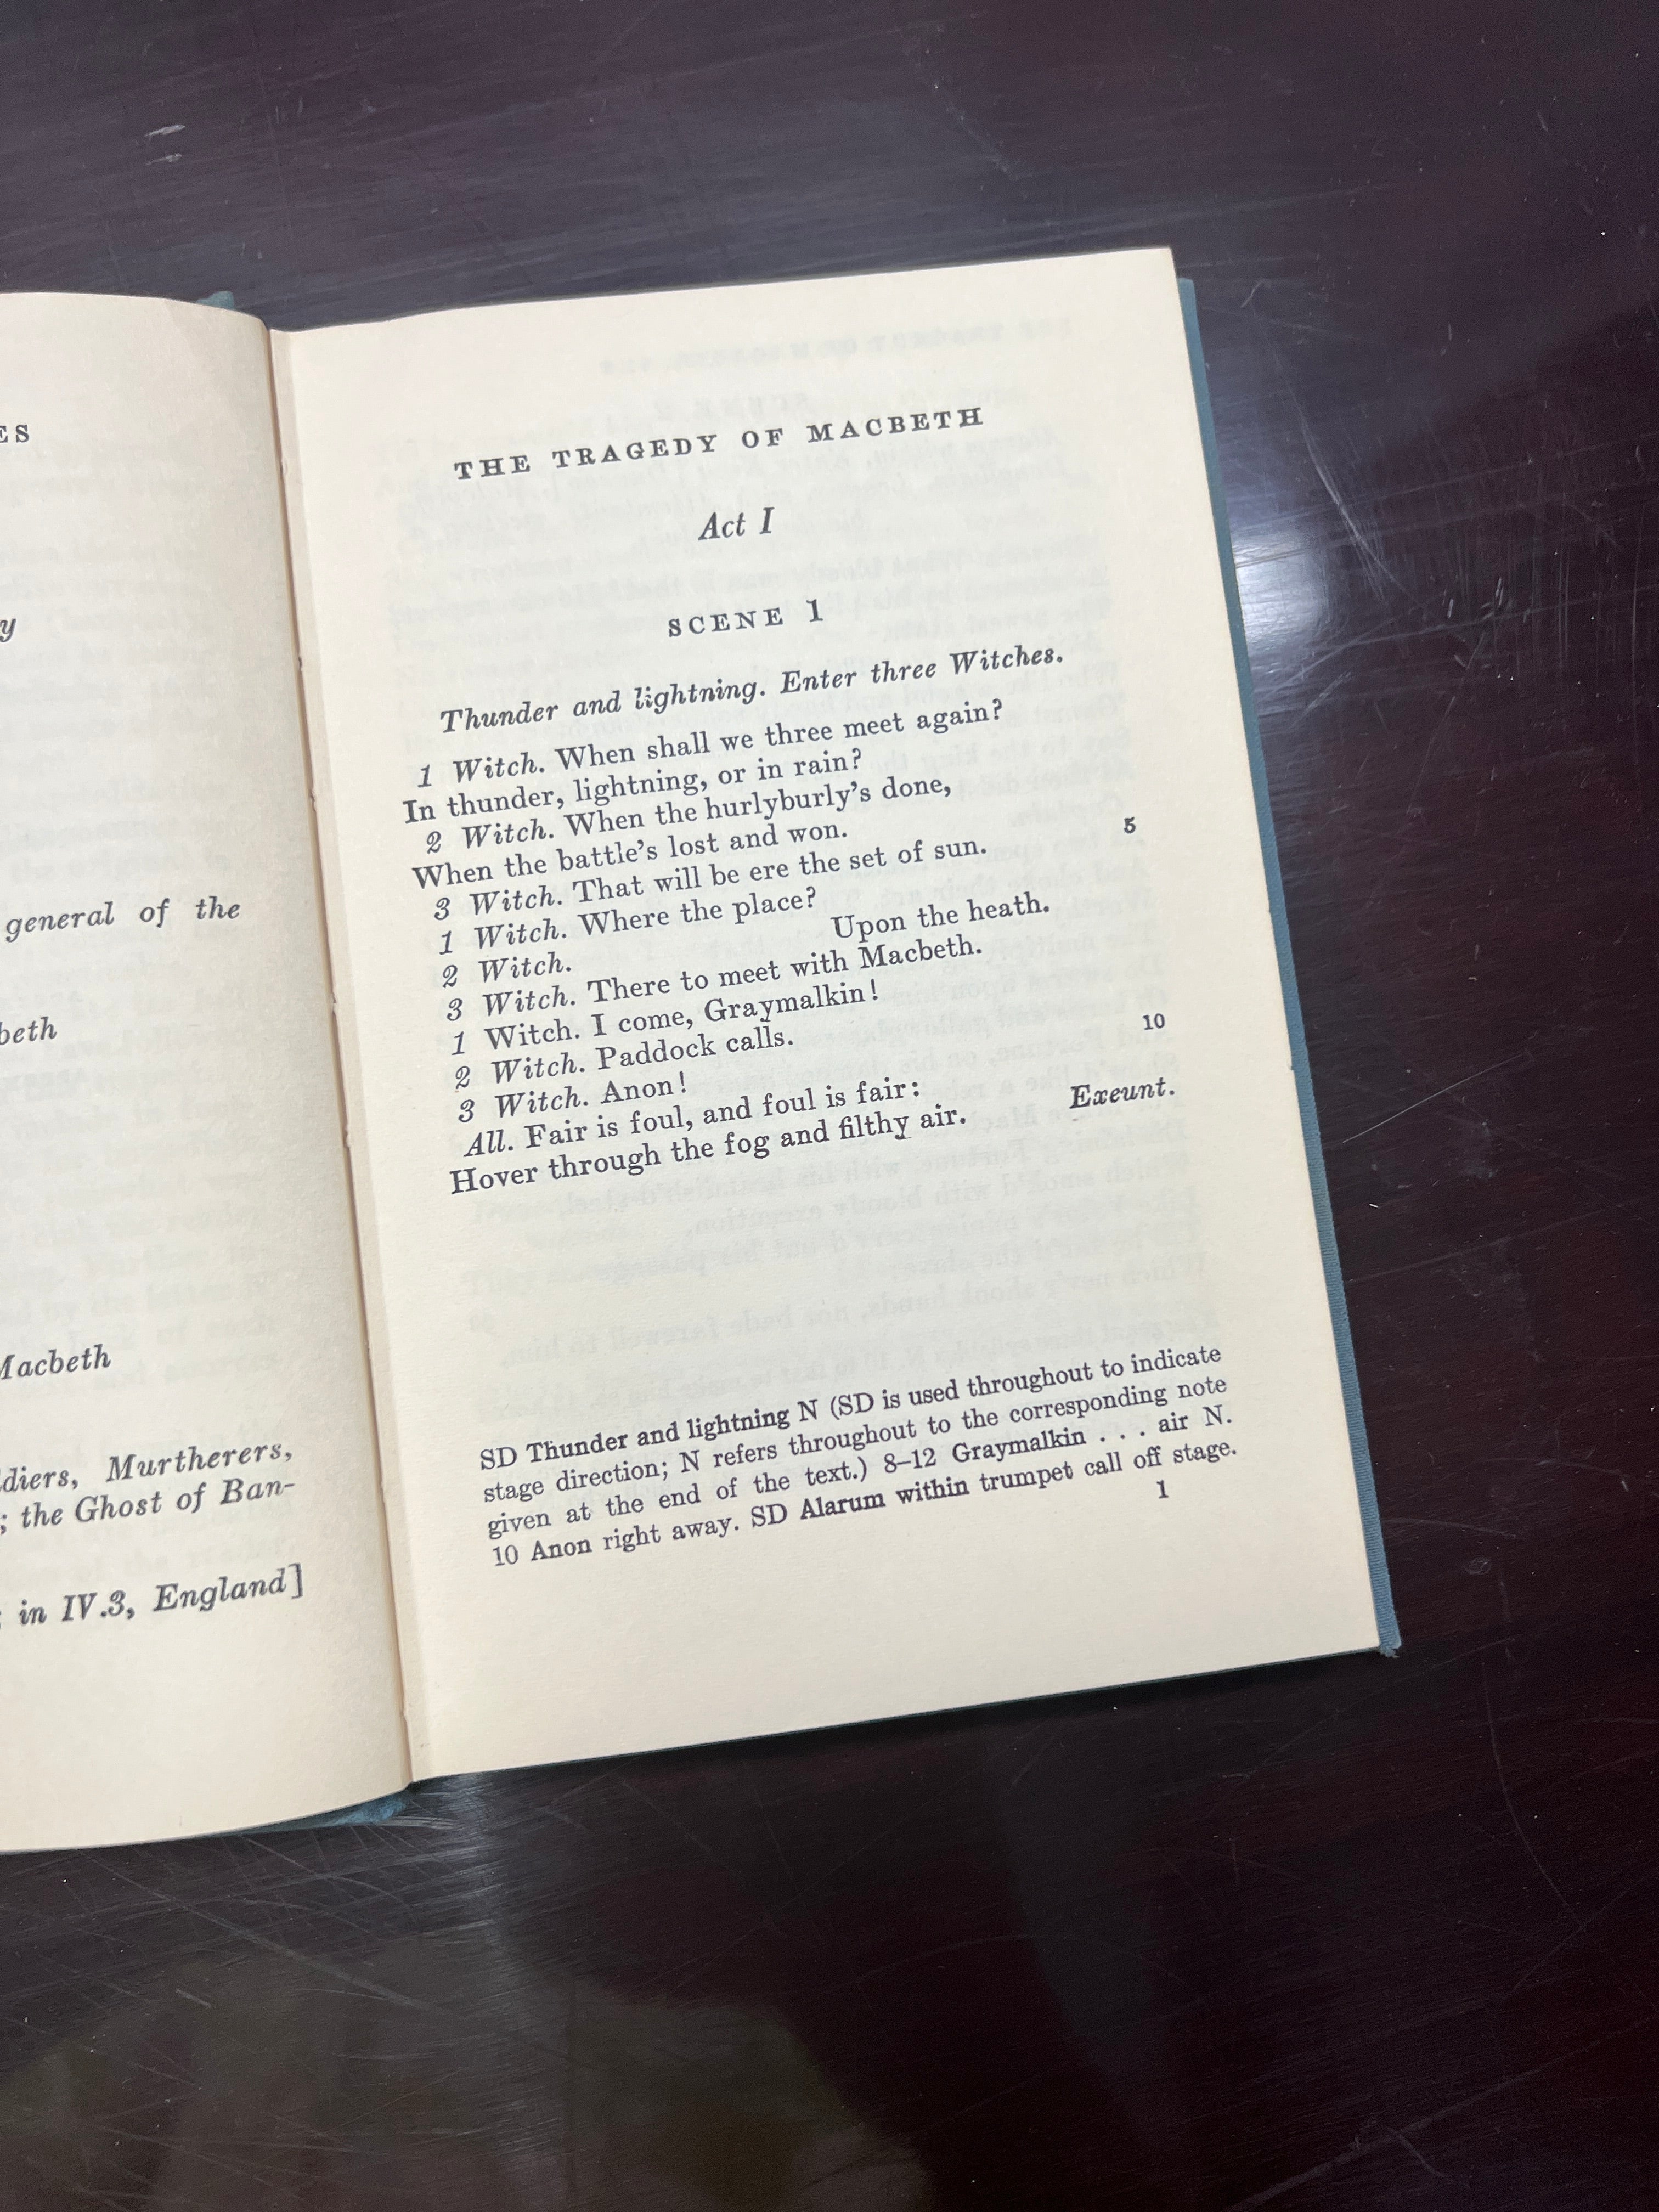 ES
y
general of the
beth
Macbeth
diers, Murtherers,
; the Ghost of Ban-
in IV.3, England]
THE TRAGEDY OF MACBETH
Act I
SCENE 1
Thunder and lightning. Enter three Witches.
1 Witch. When shall we three meet again?
In thunder, lightning, or in rain?
2 Witch. When the hurlyburly's done,
When the battle's lost and won.
3 Witch. That will be ere the set of sun. 5
1 Witch. Where the place?
2 Witch. Upon the heath.
3 Witch. There to meet with Macbeth.
1 Witch. I come, Graymalkin!
2 Witch. Paddock calls.
3 Witch. Anon! 10
All. Fair is foul, and foul is fair:
Hover through the fog and filthy air. Exeunt.
SD Thunder and lightning N (SD is used throughout to indicate
stage direction; N refers throughout to the corresponding note
given at the end of the text.) 8–12 Graymalkin . . . air N.
10 Anon right away. SD Alarum within trumpet call off stage.
1